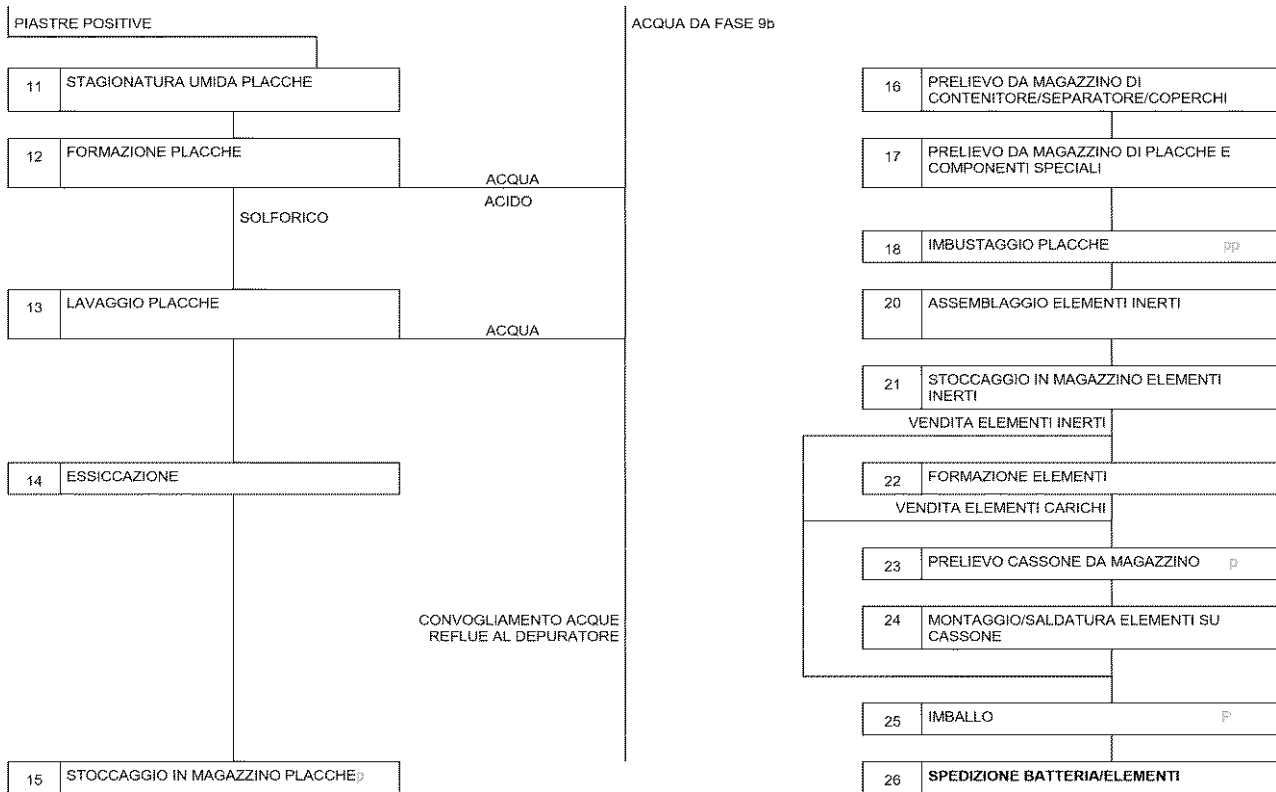 PIASTRE POSITIVE
ACQUA DA FASE 9b
11 STAGIONATURA UMIDA PLACCHE
12 FORMAZIONE PLACCHE
ACQUA
ACIDO
SOLFORICO
13 LAVAGGIO PLACCHE
ACQUA
14 ESSICCAZIONE
CONVOGLIAMENTO ACQUE
REFLUE AL DEPURATORE
15 STOCCAGGIO IN MAGAZZINO PLACCHE p
16 PRELIEVO DA MAGAZZINO DI
CONTENITORE/SEPARATORE/COPERCHI
17 PRELIEVO DA MAGAZZINO DI PLACCHE E
COMPONENTI SPECIALI
18 IMBUSTAGGIO PLACCHE pp
20 ASSEMBLAGGIO ELEMENTI INERTI
21 STOCCAGGIO IN MAGAZZINO ELEMENTI
INERTI
VENDITA ELEMENTI INERTI
22 FORMAZIONE ELEMENTI
VENDITA ELEMENTI CARICHI
23 PRELIEVO CASSONE DA MAGAZZINO p
24 MONTAGGIO/SALDATURA ELEMENTI SU
CASSONE
25 IMBALLO P
26 SPEDIZIONE BATTERIA/ELEMENTI